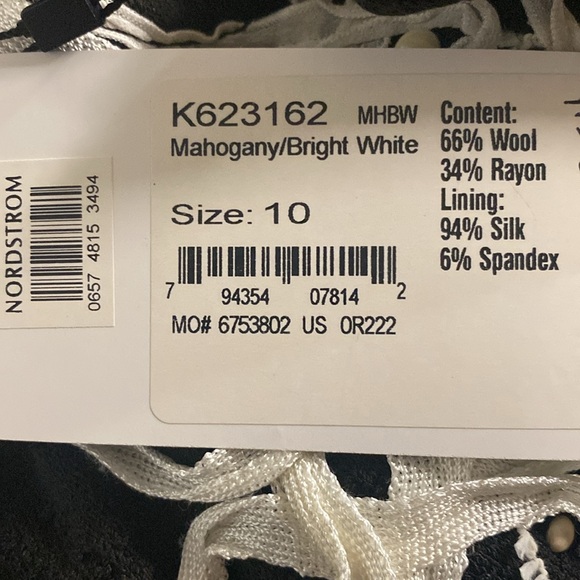 NORDSTROM
0657 4815 3494
K623162 MHBW
Mahogany/Bright White
Size: 10
7 94354 07814 2
MO# 6753802 US 0R222
Content:
66% Wool
34% Rayon
Lining:
94% Silk
6% Spandex